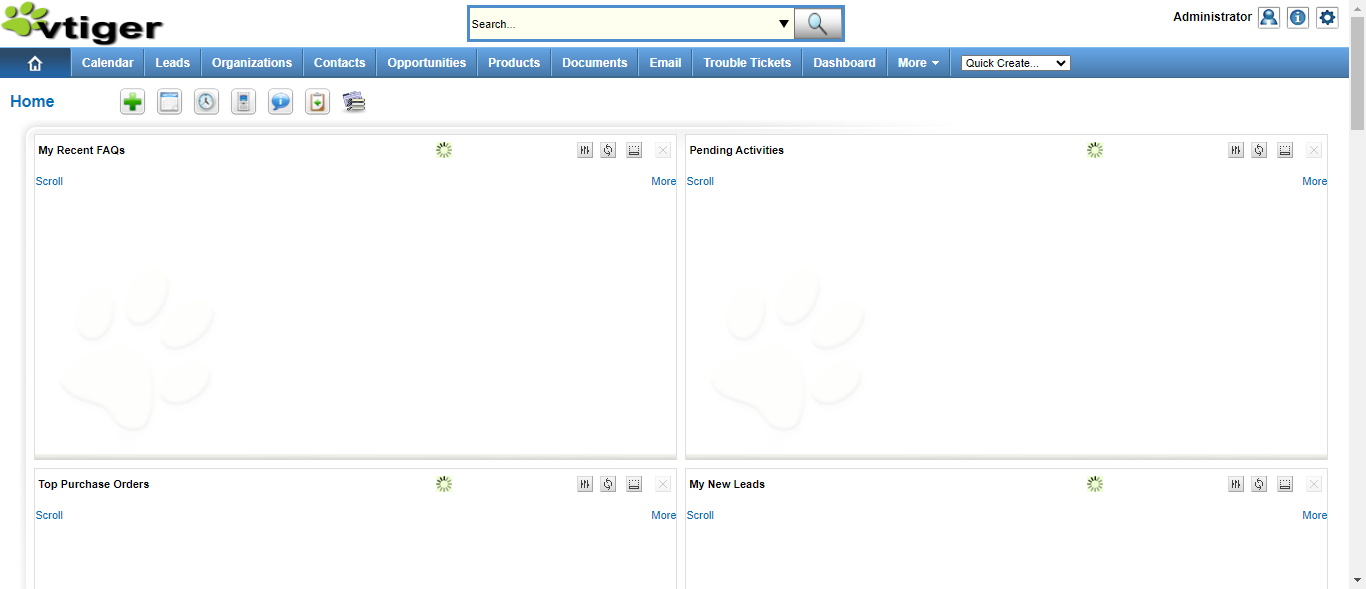 vtiger
Search...
Administrator
Calendar Leads Organizations Contacts Opportunities Products Documents Email Trouble Tickets Dashboard More Quick Create...
Home
My Recent FAQs
Scroll More
Pending Activities
Scroll More
Top Purchase Orders
Scroll More
My New Leads
Scroll More